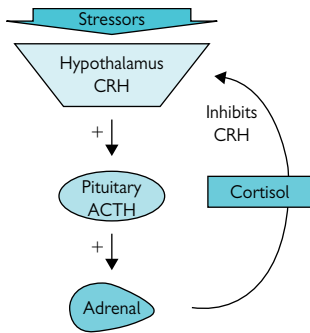 Stressors
Hypothalamus
CRH
+
Inhibits
CRH
Pituitary
ACTH
Cortisol
+
Adrenal